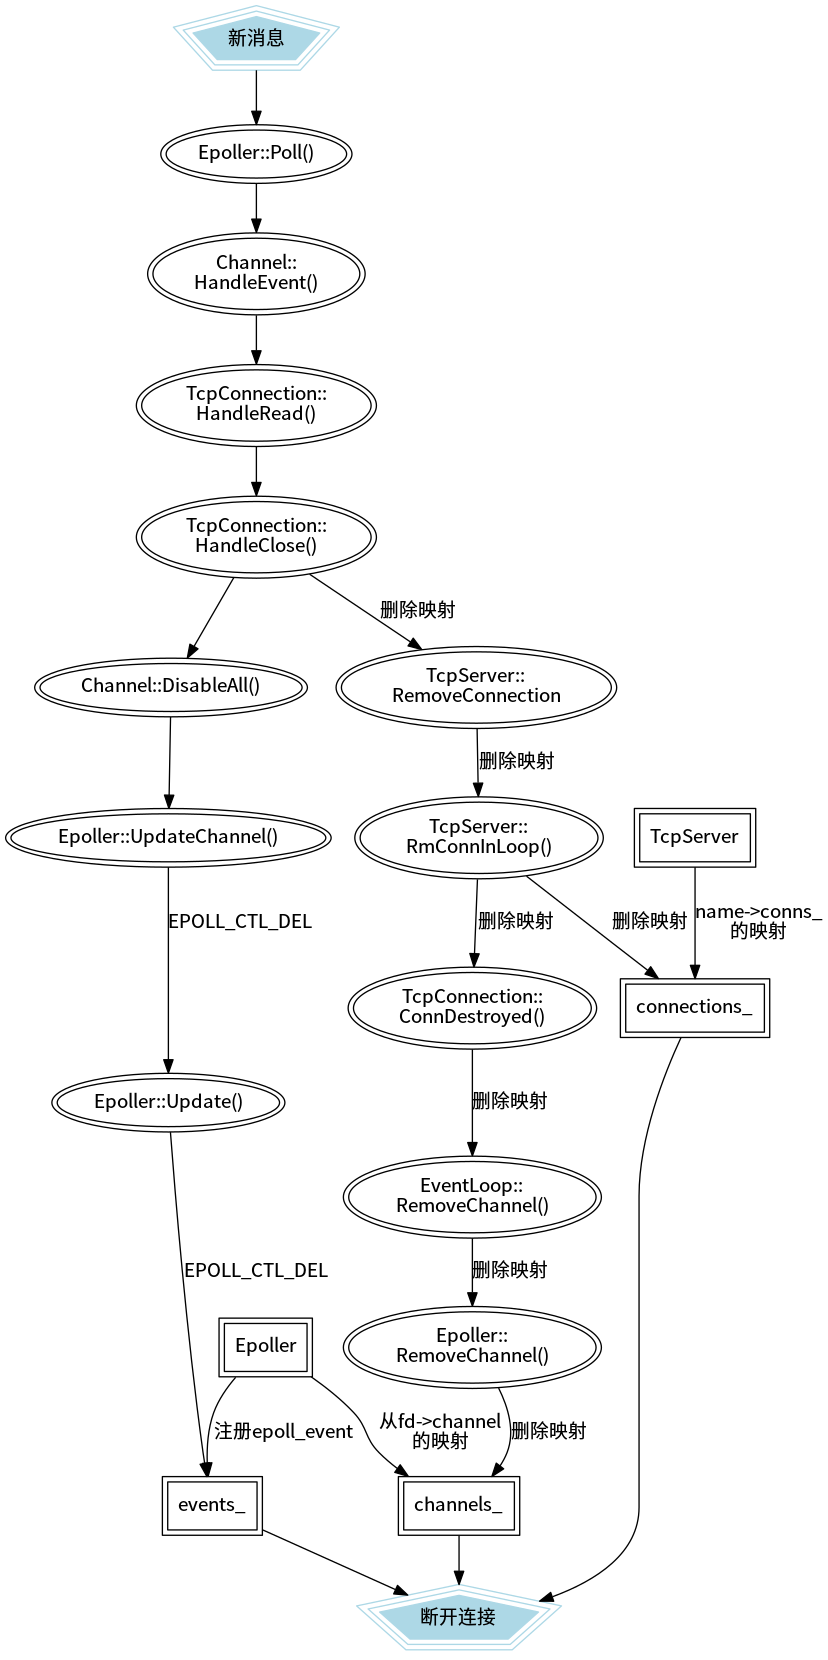 新消息
Epoller::Poll()
Channel::
HandleEvent()
TcpConnection::
HandleRead()
TcpConnection::
HandleClose()
删除映射
Channel::DisableAll()
TcpServer::
RemoveConnection
删除映射
Epoller::UpdateChannel()
TcpServer::
RmConnInLoop()
TcpServer
EPOLL_CTL_DEL
删除映射
删除映射
name->conns_
的映射
TcpConnection::
ConnDestroyed()
connections_
Epoller::Update()
删除映射
EventLoop::
RemoveChannel()
EPOLL_CTL_DEL
删除映射
Epoller
Epoller::
RemoveChannel()
注册epoll_event
从fd->channel
的映射
删除映射
events_
channels_
断开连接